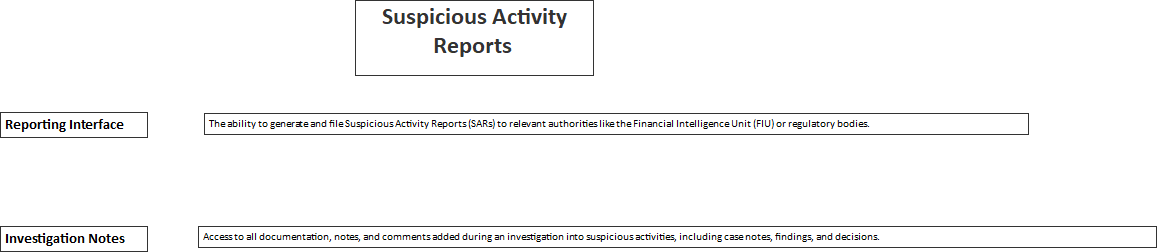 Suspicious Activity
Reports
Reporting Interface
The ability to generate and file Suspicious Activity Reports (SARs) to relevant authorities like the Financial Intelligence Unit (FIU) or regulatory bodies.
Investigation Notes
Access to all documentation, notes, and comments added during an investigation into suspicious activities, including case notes, findings, and decisions.